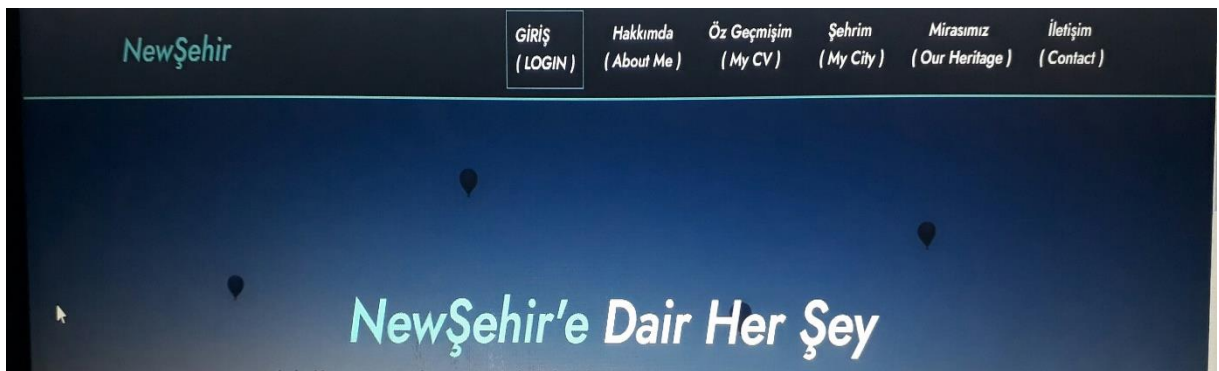 NewŞehir
GİRİŞ Hakkımda Öz Geçmişim Şehrim Mirasımız İletişim
( LOGIN ) ( About Me ) ( My CV ) ( My City ) ( Our Heritage ) ( Contact )
NewŞehir'e Dair Her Şey